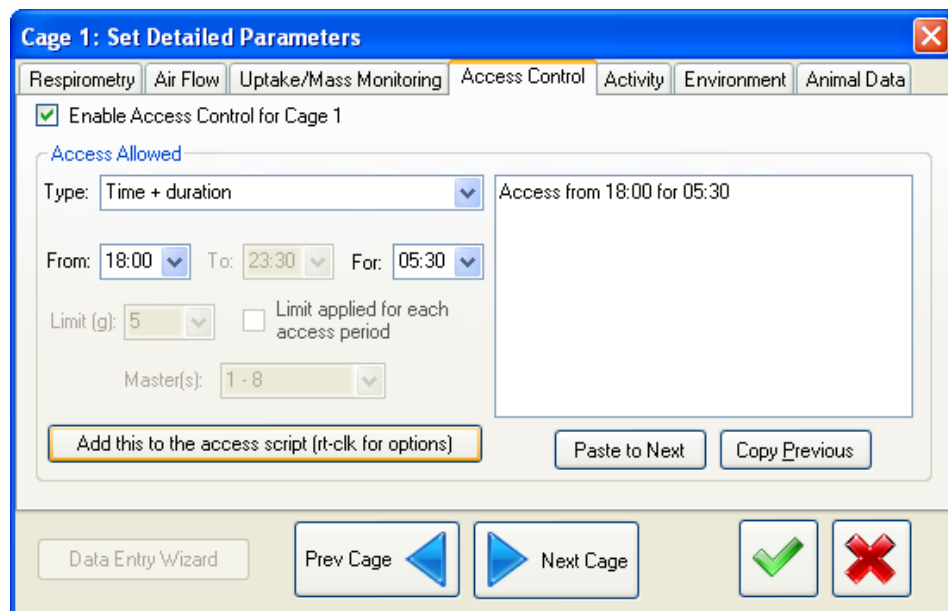 Cage 1: Set Detailed Parameters
Respirometry Air Flow Uptake/Mass Monitoring Access Control Activity Environment Animal Data
Enable Access Control for Cage 1
Access Allowed
Type: Time + duration
Access from 18:00 for 05:30
From: 18:00 To: 23:30 For: 05:30
Limit (g): 5
Limit applied for each
access period
Master(s): 1 - 8
Add this to the access script (rt-clk for options)
Paste to Next
Copy Previous
Data Entry Wizard
Prev Cage
Next Cage